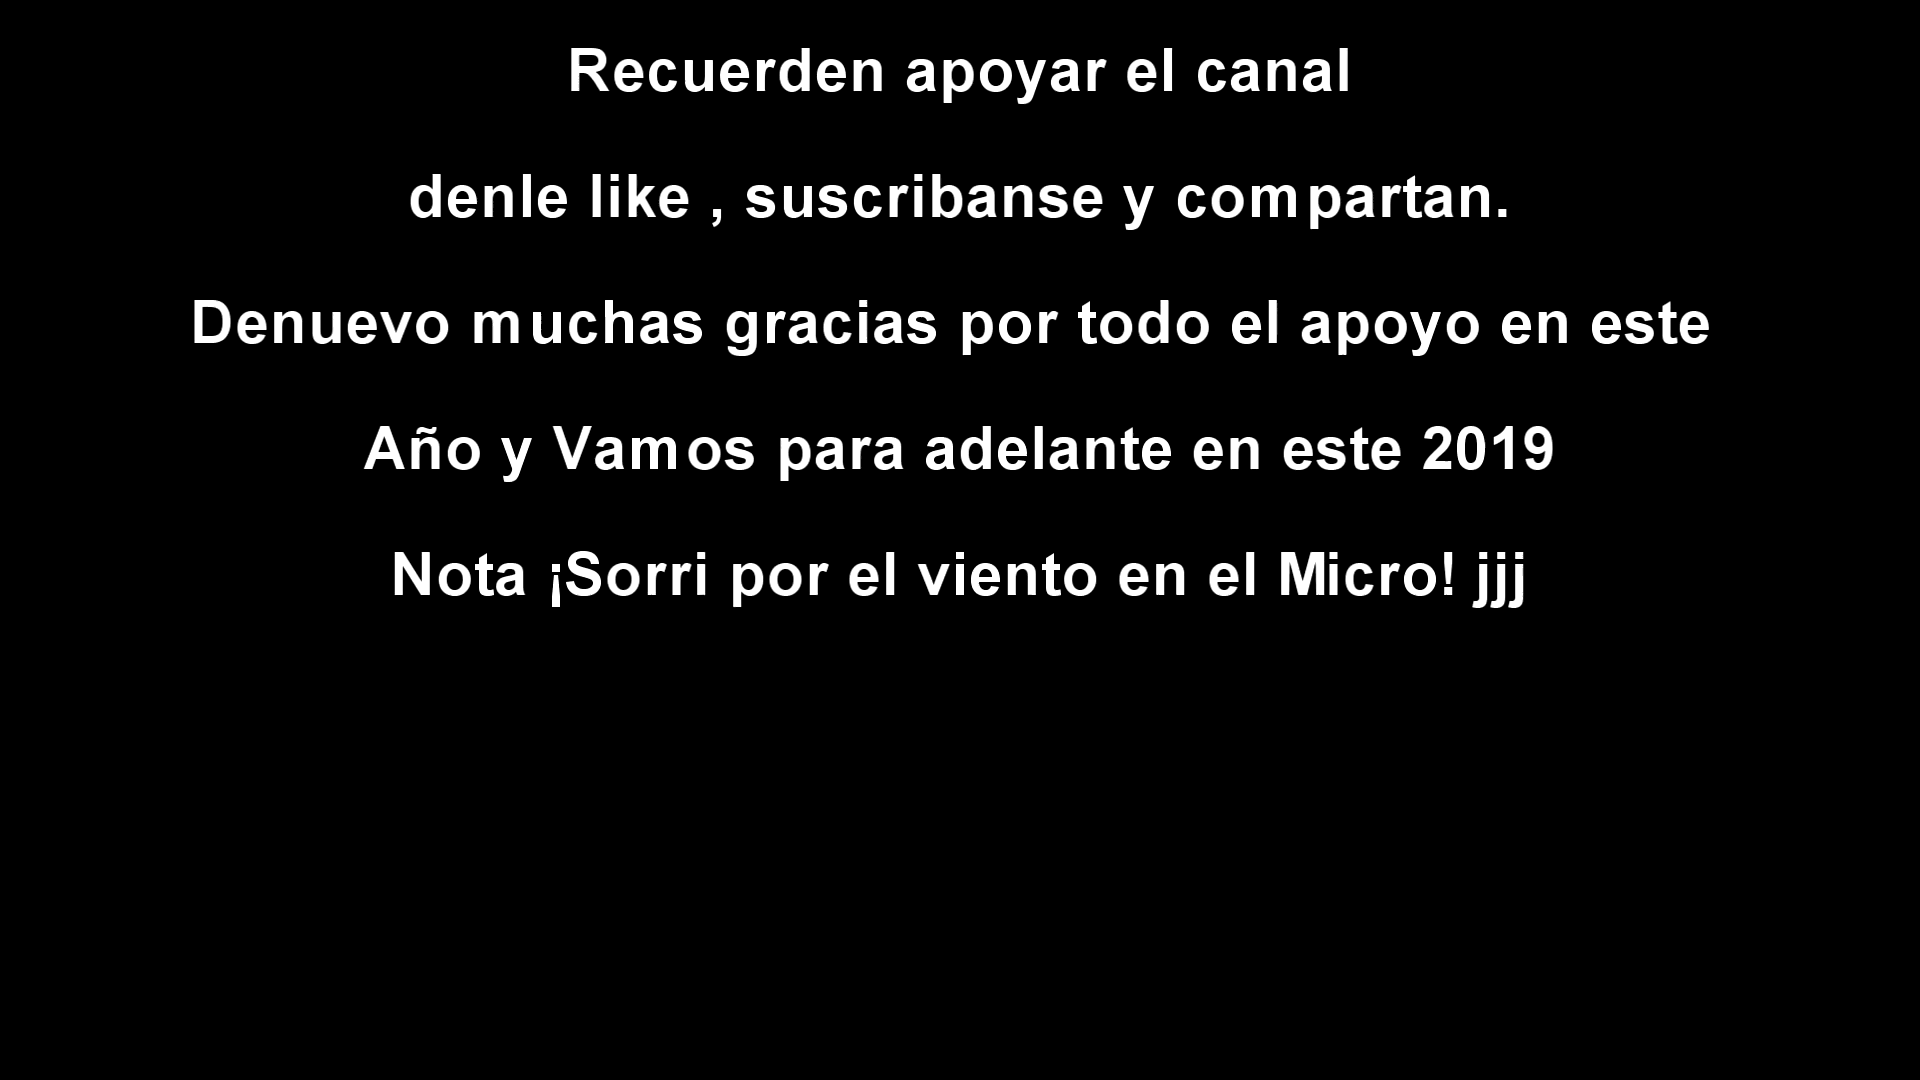 Recuerden apoyar el canal
denle like , suscribanse y compartan.
Denuevo muchas gracias por todo el apoyo en este
Año y Vamos para adelante en este 2019
Nota ¡Sorri por el viento en el Micro! jjj